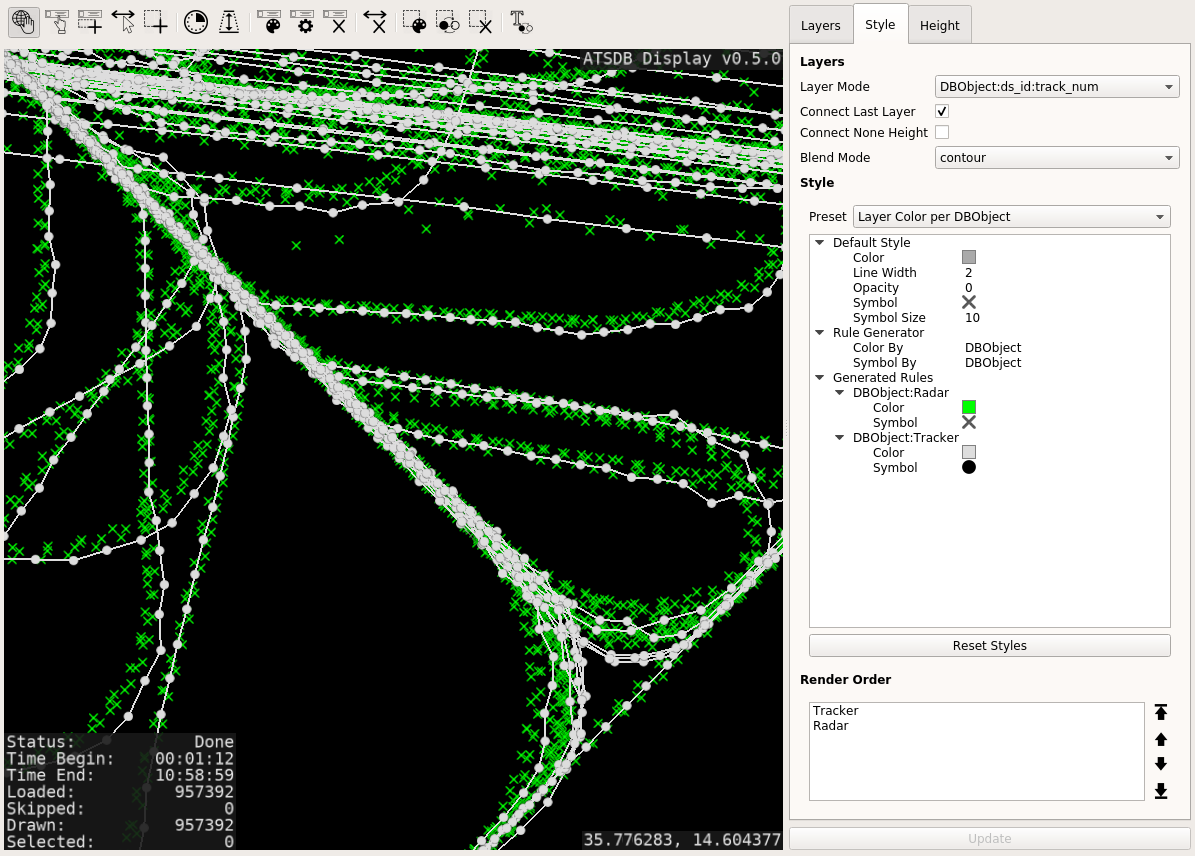 ATSDB Display v0.5.0
Status: Done
Time Begin: 00:01:12
Time End: 10:58:59
Loaded: 957392
Skipped: 0
Drawn: 957392
Selected: 0
35.776283, 14.604377
Layers Style Height
Layers
Layer Mode DBObject:ds_id:track_num
Connect Last Layer
Connect None Height
Blend Mode contour
Style
Preset Layer Color per DBObject
Default Style
Color
Line Width 2
Opacity 0
Symbol
Symbol Size 10
Rule Generator
Color By DBObject
Symbol By DBObject
Generated Rules
DBObject:Radar
Color
Symbol
DBObject:Tracker
Color
Symbol
Reset Styles
Render Order
Tracker
Radar
Update